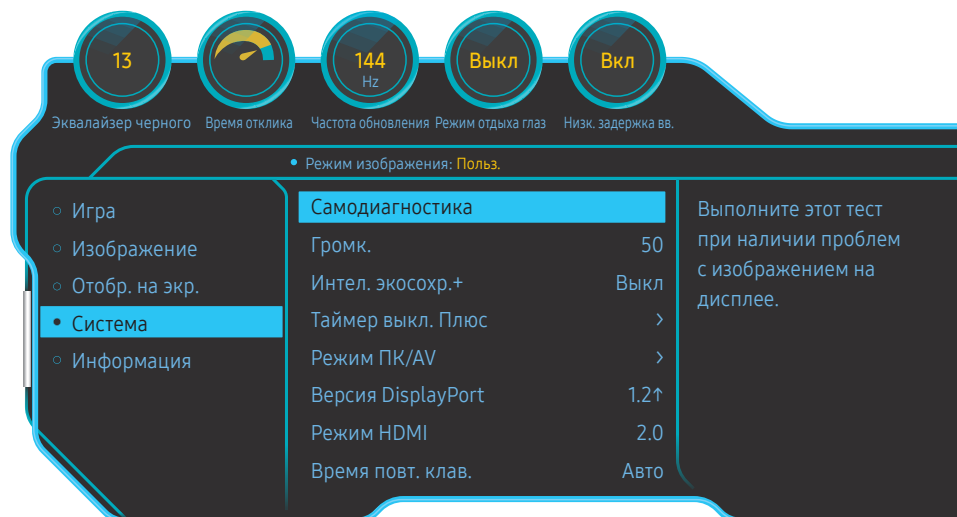 13
144
Hz
Выкл
Вкл
Эквалайзер черного Время отклика Частота обновления Режим отдыха глаз Низк. задержка вв.
Режим изображения: Польз.
Игра
Изображение
Отобр. на экр.
Система
Информация
Самодиагностика
Громк. 50
Интел. экосохр.+ Выкл
Таймер выкл. Плюс >
Режим ПК/AV >
Версия DisplayPort 1.2↑
Режим HDMI 2.0
Время повт. клав. Авто
Выполните этот тест
при наличии проблем
с изображением на
дисплее.